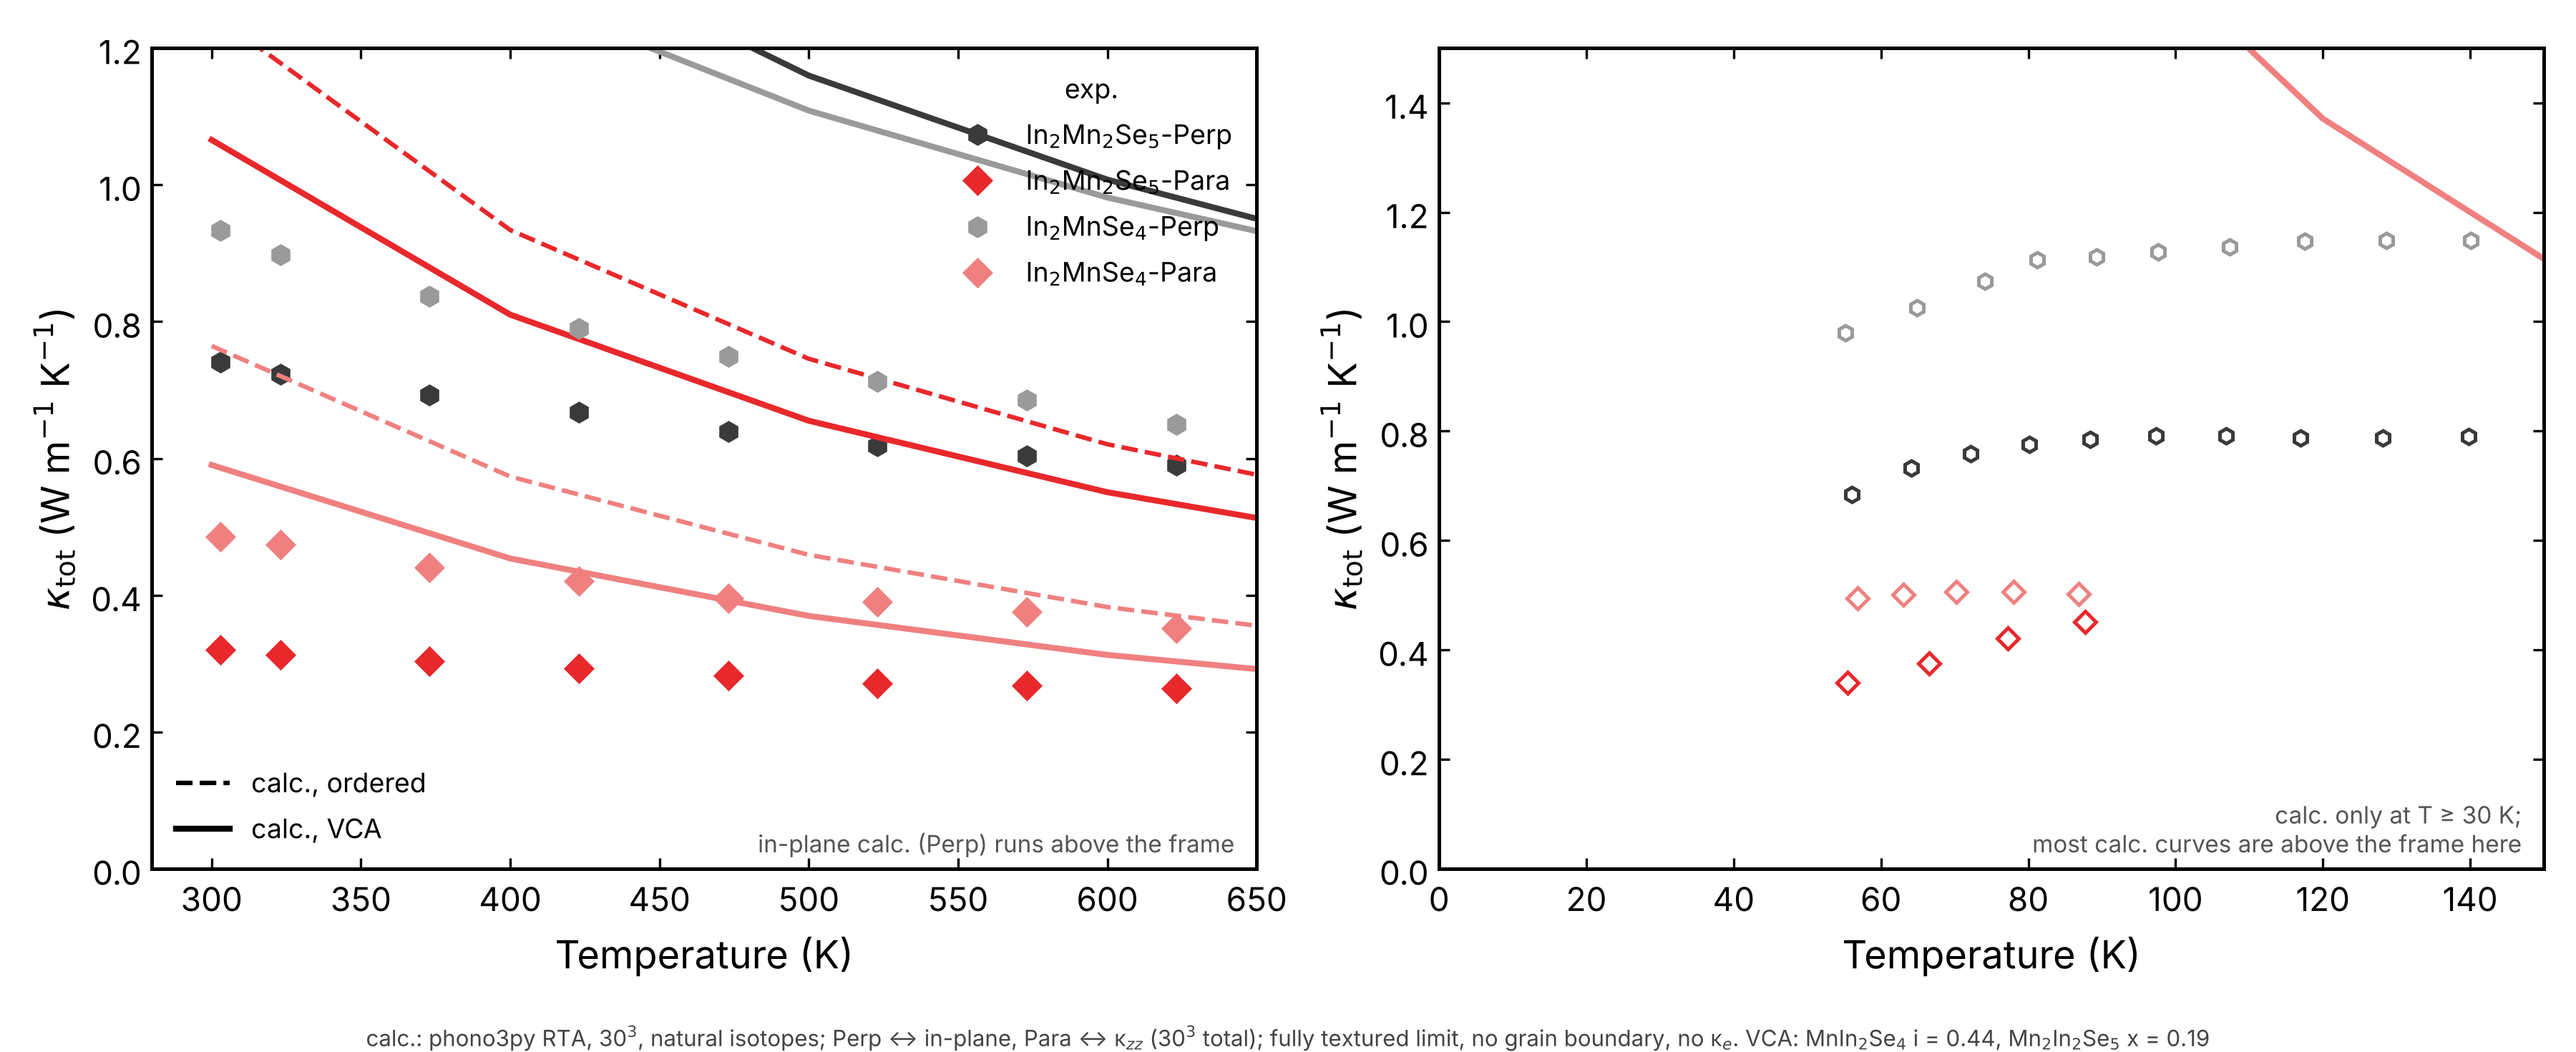 1.2
1.0
0.8
0.6
0.4
0.2
0.0
κtot (W m⁻¹ K⁻¹)
exp.
In₂Mn₂Se₅-Perp
In₂Mn₂Se₅-Para
In₂MnSe₄-Perp
In₂MnSe₄-Para
calc., ordered
calc., VCA
in-plane calc. (Perp) runs above the frame
300 350 400 450 500 550 600 650
Temperature (K)
1.4
1.2
1.0
0.8
0.6
0.4
0.2
0.0
κtot (W m⁻¹ K⁻¹)
calc. only at T ≥ 30 K;
most calc. curves are above the frame here
0 20 40 60 80 100 120 140
Temperature (K)
calc.: phono3py RTA, 30³, natural isotopes; Perp ↔ in-plane, Para ↔ κzz (30³ total); fully textured limit, no grain boundary, no κₑ. VCA: MnIn₂Se₄ i = 0.44, Mn₂In₂Se₅ x = 0.19